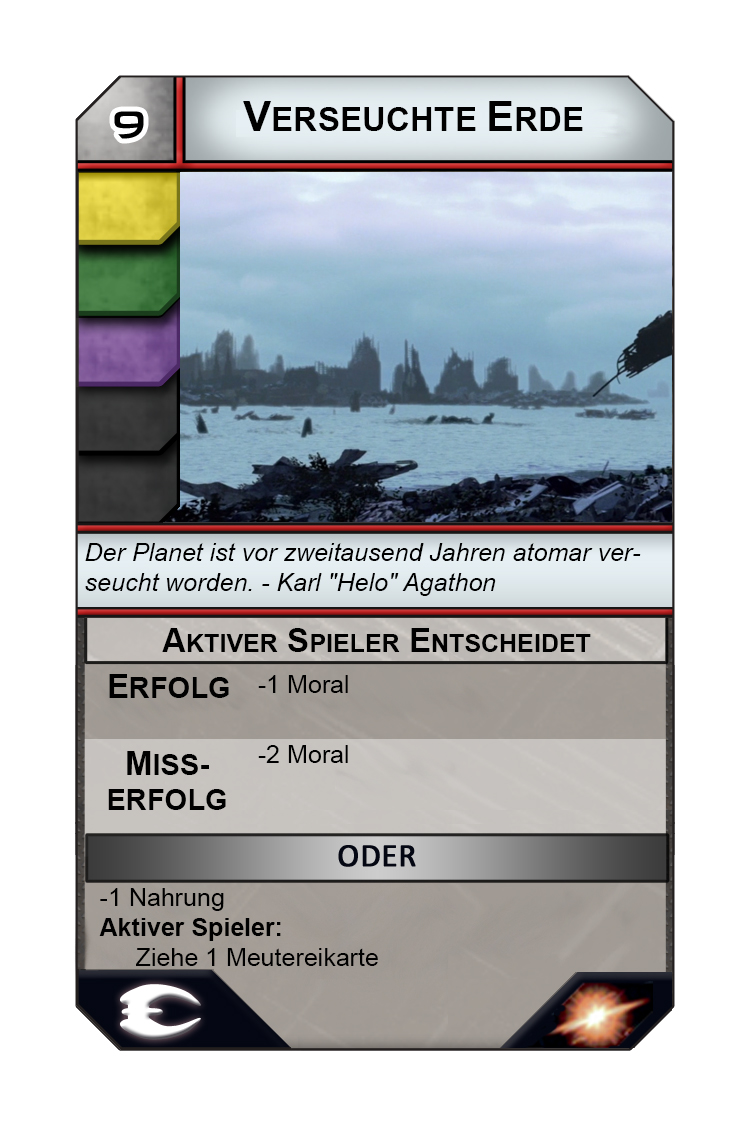 9
VERSEUCHTE ERDE
Der Planet ist vor zweitausend Jahren atomar ver-
seucht worden. - Karl "Helo" Agathon
AKTIVER SPIELER ENTSCHEIDET
ERFOLG -1 Moral
MISS- -2 Moral
ERFOLG
ODER
-1 Nahrung
Aktiver Spieler:
Ziehe 1 Meutereikarte